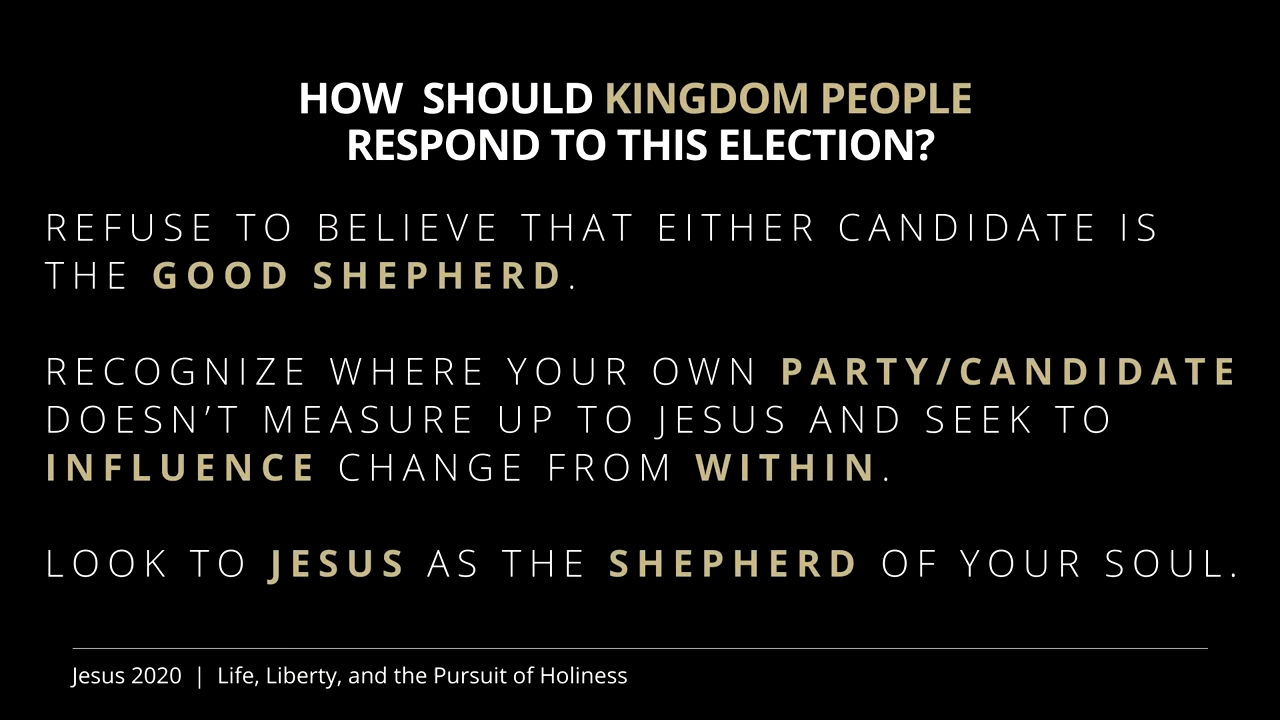 HOW SHOULD KINGDOM PEOPLE
RESPOND TO THIS ELECTION?
REFUSE TO BELIEVE THAT EITHER CANDIDATE IS
THE GOOD SHEPHERD.
RECOGNIZE WHERE YOUR OWN PARTY/CANDIDATE
DOESN’T MEASURE UP TO JESUS AND SEEK TO
INFLUENCE CHANGE FROM WITHIN.
LOOK TO JESUS AS THE SHEPHERD OF YOUR SOUL.
Jesus 2020 | Life, Liberty, and the Pursuit of Holiness